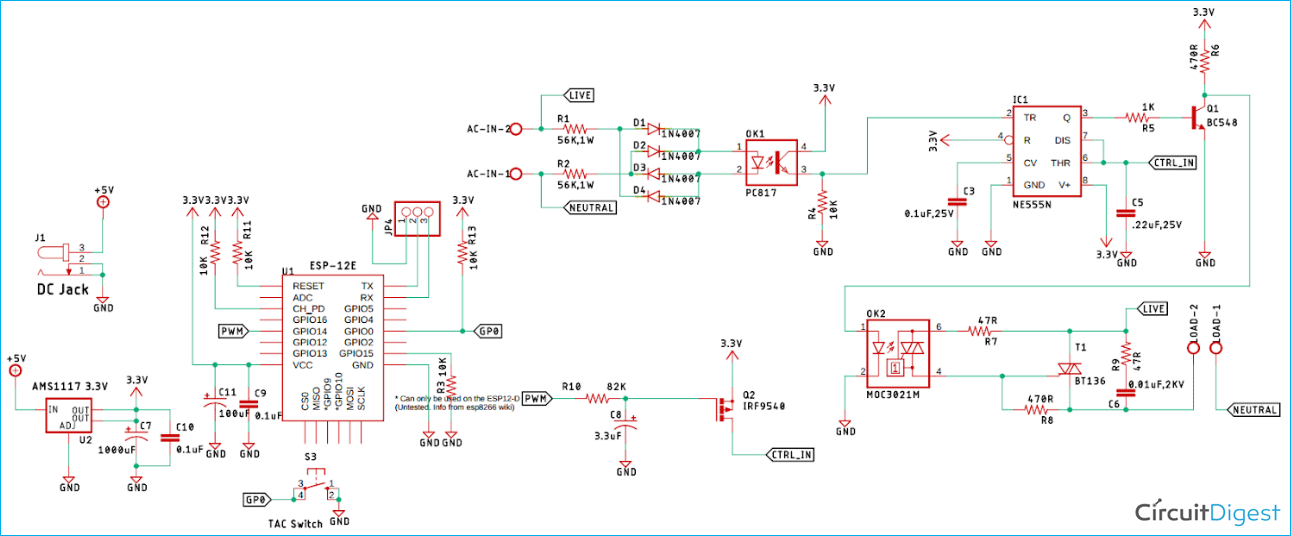 3.3V
470R
R6
LIVE
AC-IN-2
R1
56K,1W
D1
1N4007
D2
1N4007
D3
1N4007
D4
1N4007
AC-IN-1
R2
56K,1W
NEUTRAL
OK1
1
2
4
3
PC817
3.3V
R4
10K
GND
IC1
2
TR
Q
3
4
R
DIS
7
5
CV
THR
6
1
GND
V+
8
NE555N
3.3V
C3
0.1uF,25V
GND
GND
1K
R5
Q1
BC548
CTRL_IN
C5
.22uF,25V
3.3V
GND
GND
+5V
J1
3
2
1
DC Jack
GND
3.3V
3.3V
3.3V
R12
10K
R11
10K
GND
JP4
1
2
3
3.3V
R13
10K
U1
ESP-12E
RESET
TX
ADC
RX
CH_PD
GPIO5
GPIO16
GPIO4
PWM
GPIO14
GPIO0
GP0
GPIO12
GPIO2
GPIO13
GPIO15
VCC
GND
CS0
MISO
*GPIO9
*GPIO10
MOSI
SCLK
R3
10K
* Can only be used on the ESP12-D
(Untested. Info from esp8266 wiki)
C11
100uF
C9
0.1uF
GND
GND
GND
GND
+5V
AMS1117 3.3V
IN
OUT
OUT
ADJ
U2
3.3V
C7
1000uF
C10
0.1uF
GND
GND
S3
3
4
1
2
GP0
TAC Switch
GND
PWM
R10
82K
C8
3.3uF
GND
3.3V
Q2
IRF9540
CTRL_IN
OK2
1
2
6
4
1
MOC3021M
GND
47R
R7
LIVE
T1
BT136
R9
47R
0.01uF,2KV
C6
470R
R8
LOAD-2
LOAD-1
NEUTRAL
CircuitDigest